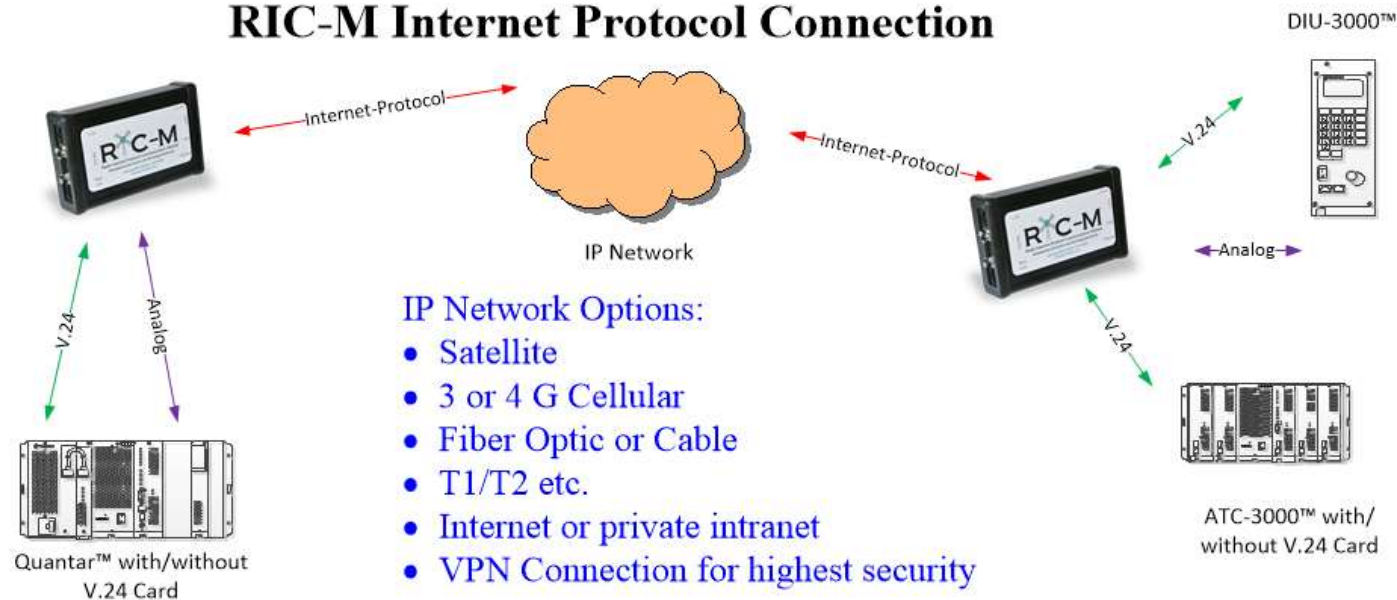 RIC-M Internet Protocol Connection
DIU-3000™
Internet-Protocol
Internet-Protocol
V.24
RIC-M
RIC-M
IP Network
Analog
V.24
Analog
V.24
IP Network Options:
• Satellite
• 3 or 4 G Cellular
• Fiber Optic or Cable
• T1/T2 etc.
• Internet or private intranet
• VPN Connection for highest security
Quantar™ with/without
V.24 Card
ATC-3000™ with/
without V.24 Card